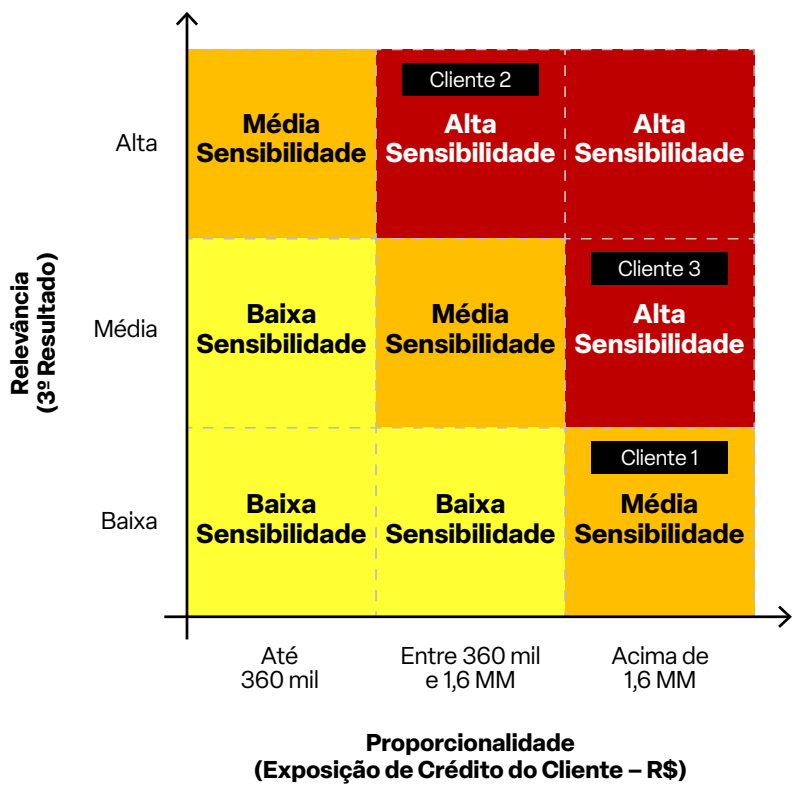 Relevância
(3º Resultado)
Alta
Média
Sensibilidade
Cliente 2
Alta
Sensibilidade
Alta
Sensibilidade
Média
Baixa
Sensibilidade
Média
Sensibilidade
Cliente 3
Alta
Sensibilidade
Baixa
Baixa
Sensibilidade
Baixa
Sensibilidade
Cliente 1
Média
Sensibilidade
Até
360 mil
Entre 360 mil
e 1,6 MM
Acima de
1,6 MM
Proporcionalidade
(Exposição de Crédito do Cliente – R$)